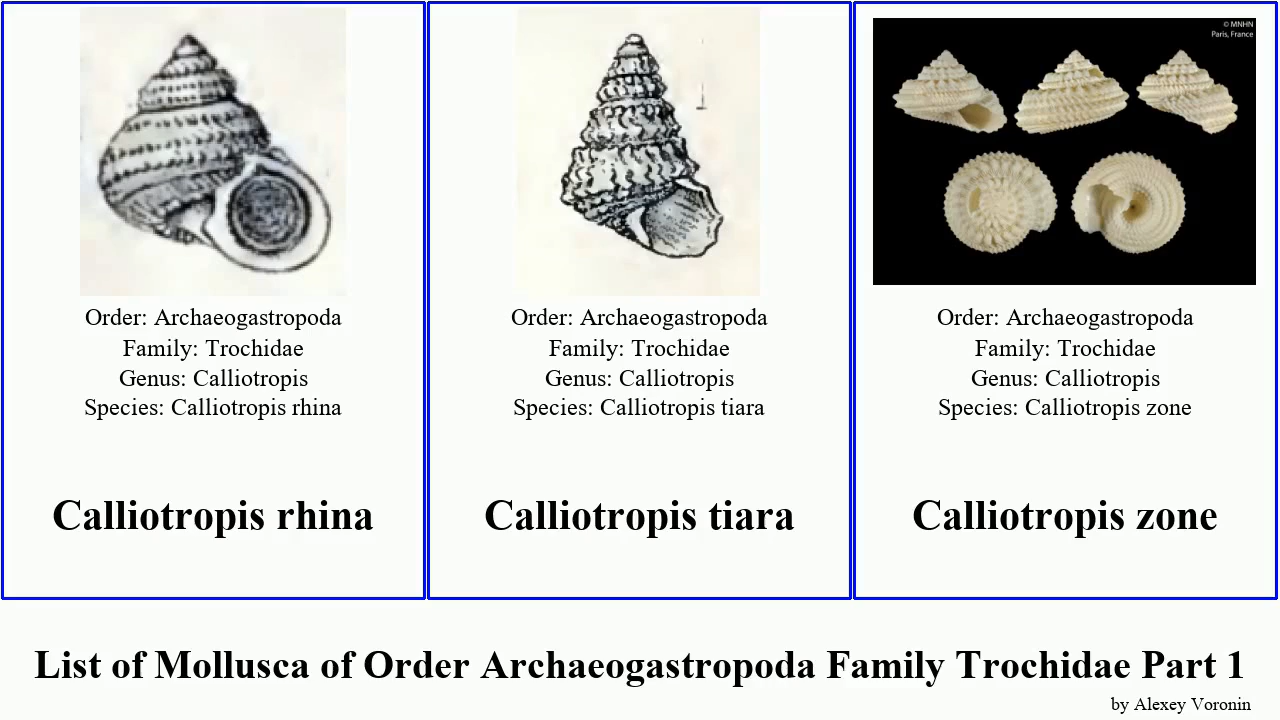 Order: Archaeogastropoda
Family: Trochidae
Genus: Calliotropis
Species: Calliotropis rhina
Calliotropis rhina
Order: Archaeogastropoda
Family: Trochidae
Genus: Calliotropis
Species: Calliotropis tiara
Calliotropis tiara
© MNHN
Paris, France
Order: Archaeogastropoda
Family: Trochidae
Genus: Calliotropis
Species: Calliotropis zone
Calliotropis zone
List of Mollusca of Order Archaeogastropoda Family Trochidae Part 1
by Alexey Voronin